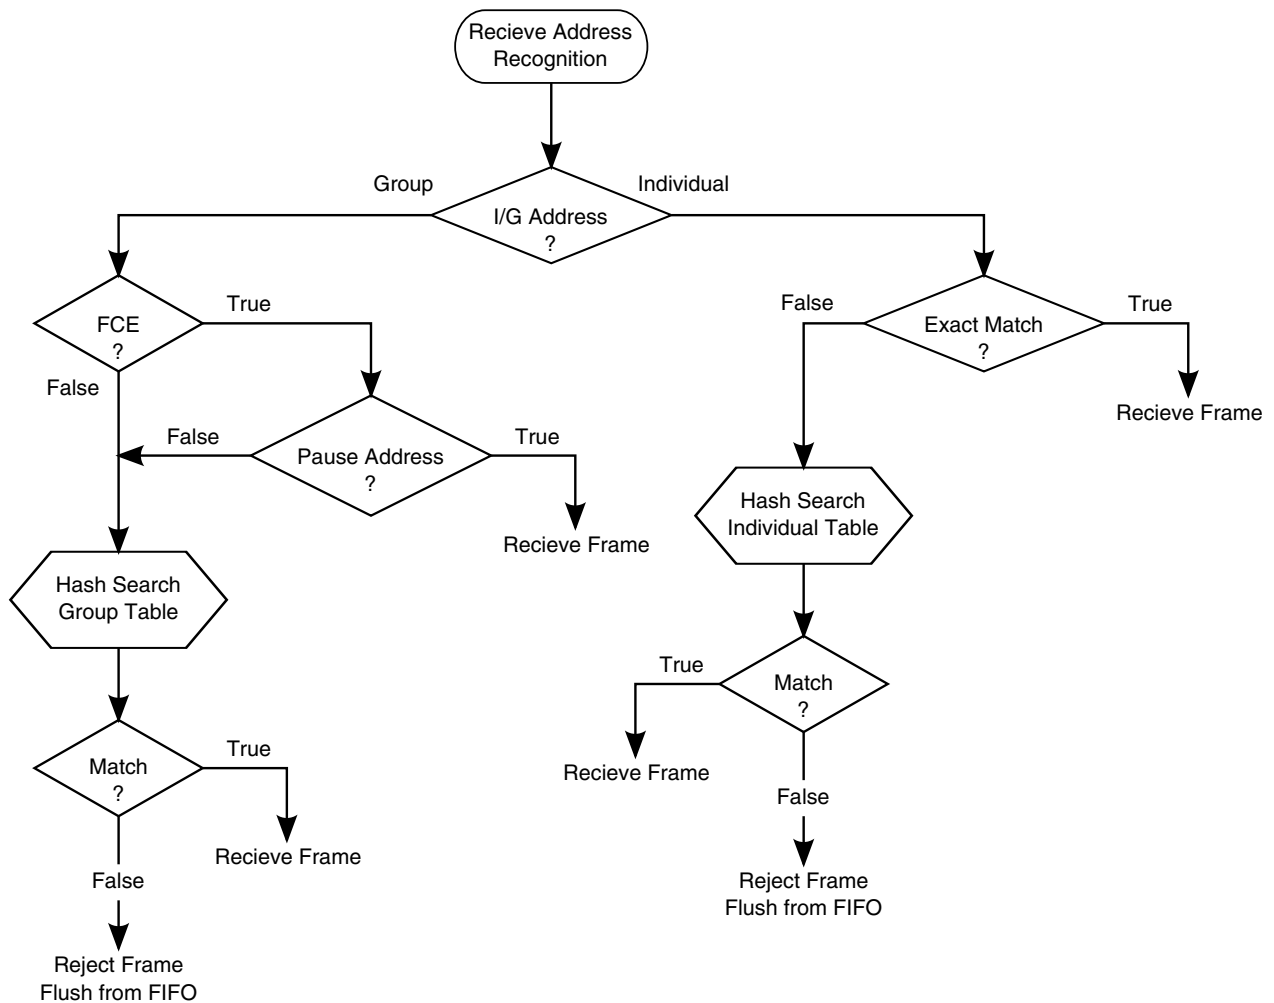 Recieve Address
Recognition
Group
Individual
I/G Address
?
FCE
?
True
False
False
Exact Match
?
True
Recieve Frame
False
Pause Address
?
True
Recieve Frame
Hash Search
Individual Table
Hash Search
Group Table
True
Match
?
Recieve Frame
False
Reject Frame
Flush from FIFO
Match
?
True
Recieve Frame
False
Reject Frame
Flush from FIFO